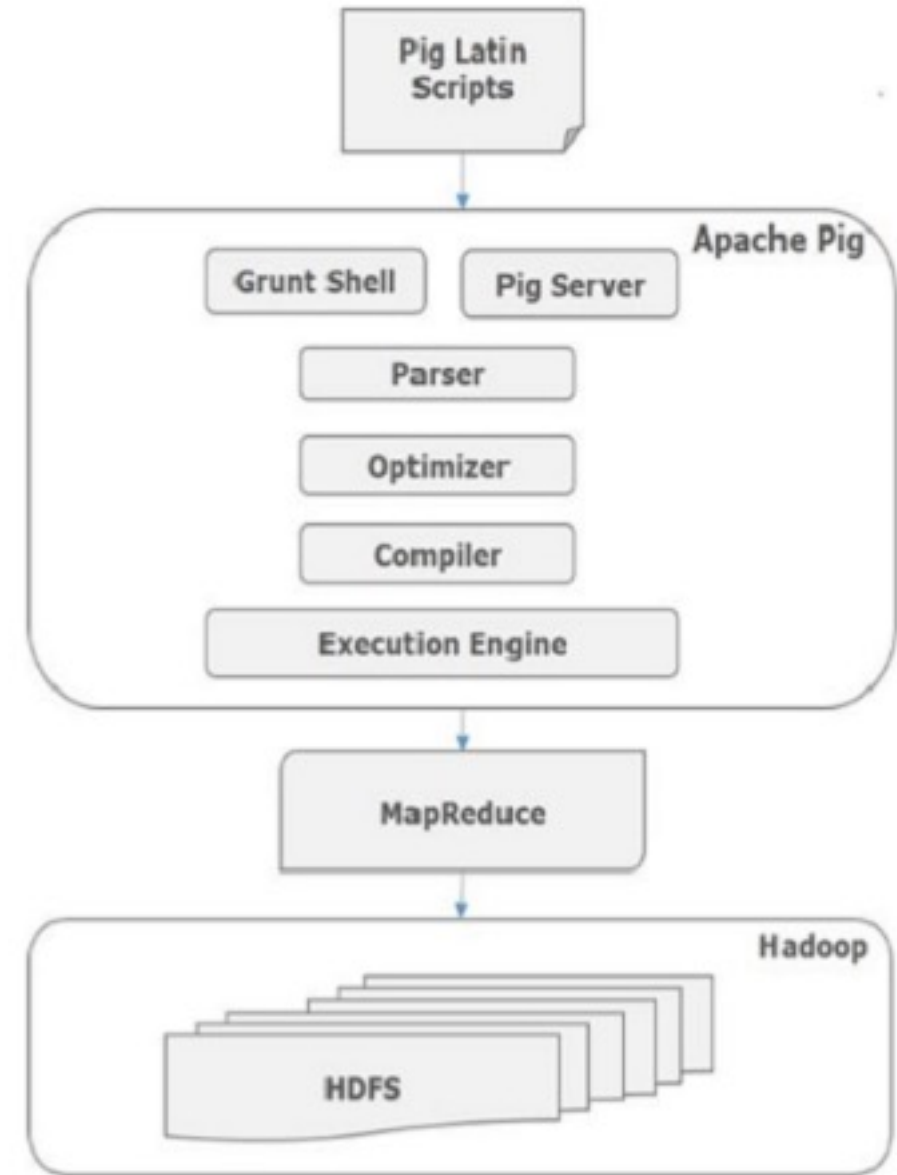 Pig Latin
Scripts
Apache Pig
Grunt Shell
Pig Server
Parser
Optimizer
Compiler
Execution Engine
MapReduce
Hadoop
HDFS